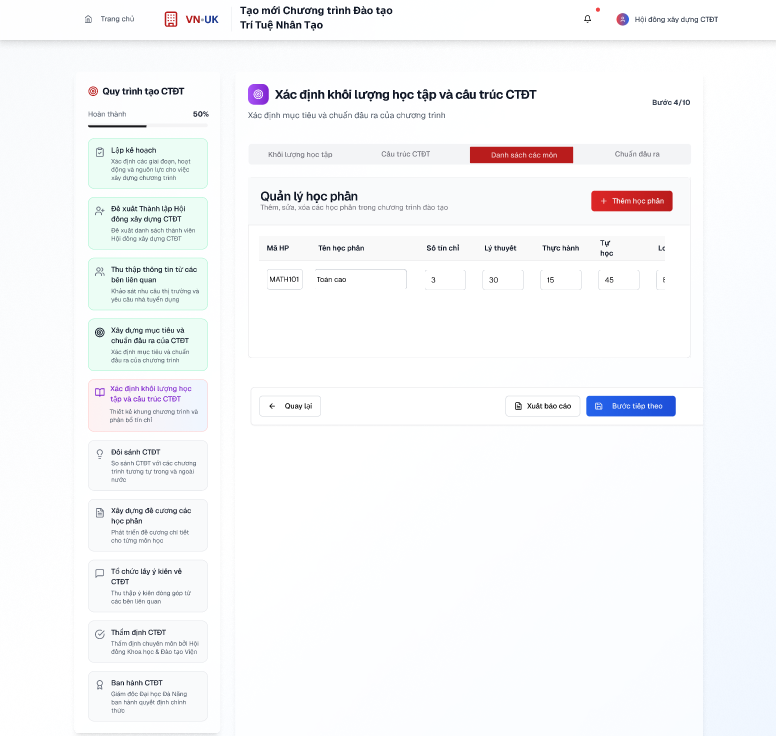 Trang chủ
VN-UK
Tạo mới Chương trình Đào tạo
Trí Tuệ Nhân Tạo
Hội đồng xây dựng CTĐT
Quy trình tạo CTĐT
Hoàn thành
50%
Lập kế hoạch
Xác định các giai đoạn, hoạt
động và nguồn lực cho việc
xây dựng chương trình
Đề xuất Thành lập Hội
đồng xây dựng CTĐT
Đề xuất danh sách thành viên
Hội đồng xây dựng CTĐT
Thu thập thông tin từ các
bên liên quan
Khảo sát nhu cầu thị trường và
yêu cầu nhà tuyển dụng
Xây dựng mục tiêu và
chuẩn đầu ra của CTĐT
Xác định mục tiêu và chuẩn
đầu ra của chương trình
Xác định khối lượng học
tập và câu trúc CTĐT
Thiết kế khung chương trình và
phân bổ tín chỉ
Đối sánh CTĐT
So sánh CTĐT với các chương
trình tương tự trong và ngoài
nước
Xây dựng đề cương các
học phần
Phát triển đề cương chi tiết
cho từng môn học
Tổ chức lấy ý kiến về
CTĐT
Thu thập ý kiến đóng góp từ
các bên liên quan
Thẩm định CTĐT
Thẩm định chuyên môn bởi Hội
đồng Khoa học & Đào tạo Viện
Ban hành CTĐT
Giám đốc Đại học Đà Nẵng
ban hành quyết định chính
thức
Xác định khối lượng học tập và câu trúc CTĐT
Xác định mục tiêu và chuẩn đầu ra của chương trình
Bước 4/10
Khối lượng học tập
Câu trúc CTĐT
Danh sách các môn
Chuẩn đầu ra
Quản lý học phần
Thêm, sửa, xóa các học phần trong chương trình đào tạo
Thêm học phần
Mã HP
Tên học phần
Số tín chỉ
Lý thuyết
Thực hành
Tự
học
MATH101
Toán cao
3
30
15
45
Quay lại
Xuất báo cáo
Bước tiếp theo